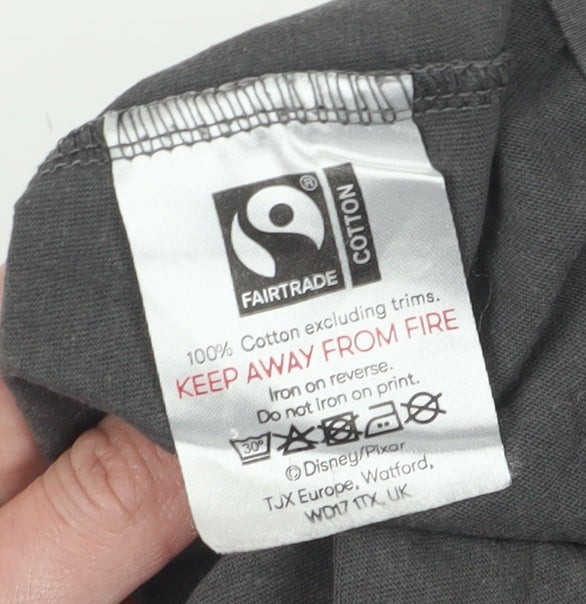 ®
FAIRTRADE
COTTON
100% Cotton excluding trims.
KEEP AWAY FROM FIRE
Iron on reverse.
Do not iron on print.
30°
©Disney/Pixar
TJX Europe, Watford,
WD17 1TX, UK